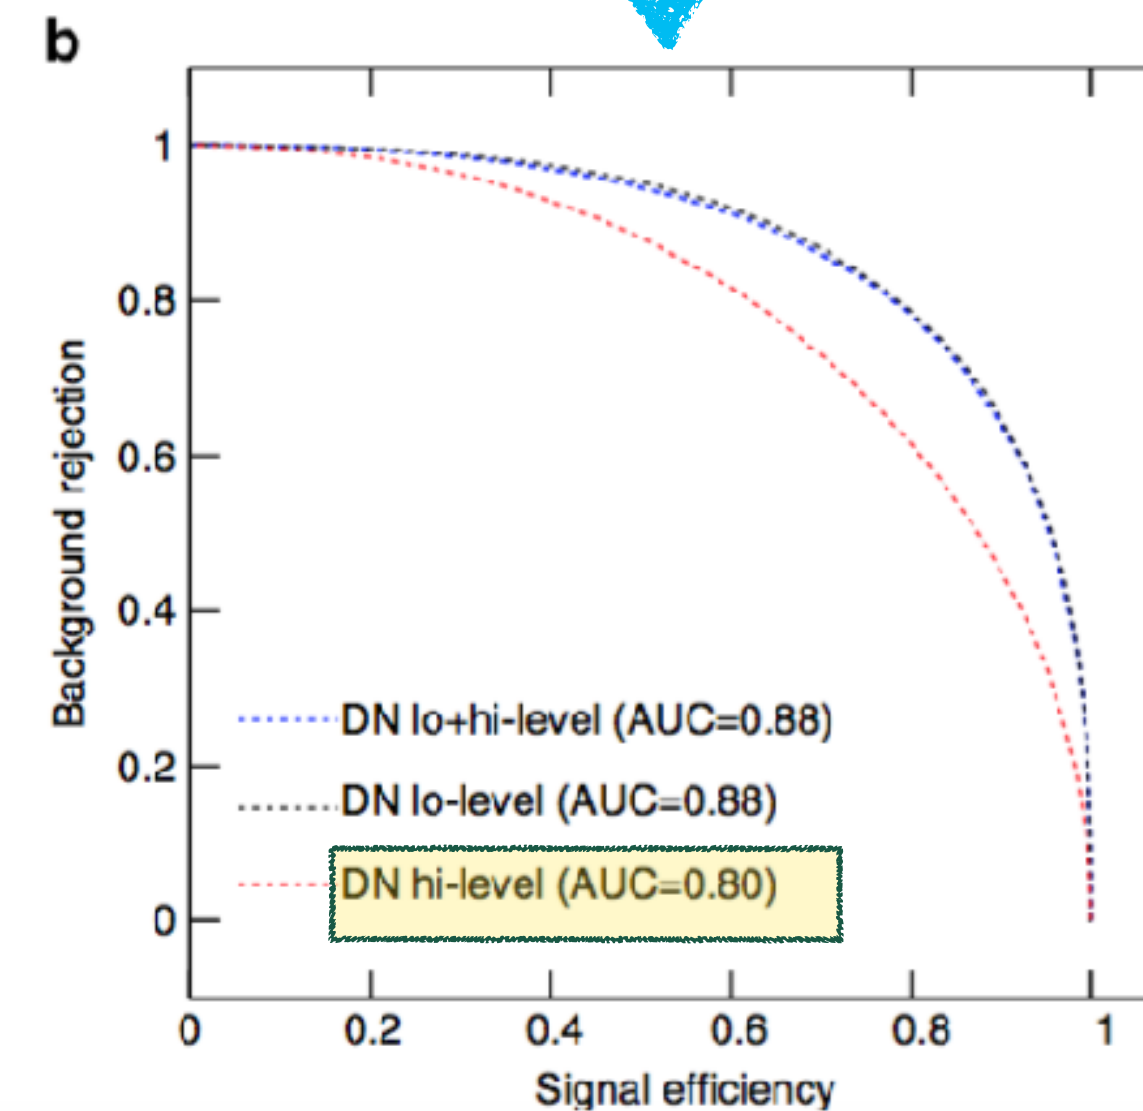 b
1
0.8
0.6
0.4
0.2
0
Background rejection
DN lo+hi-level (AUC=0.88)
DN lo-level (AUC=0.88)
DN hi-level (AUC=0.80)
0 0.2 0.4 0.6 0.8 1
Signal efficiency